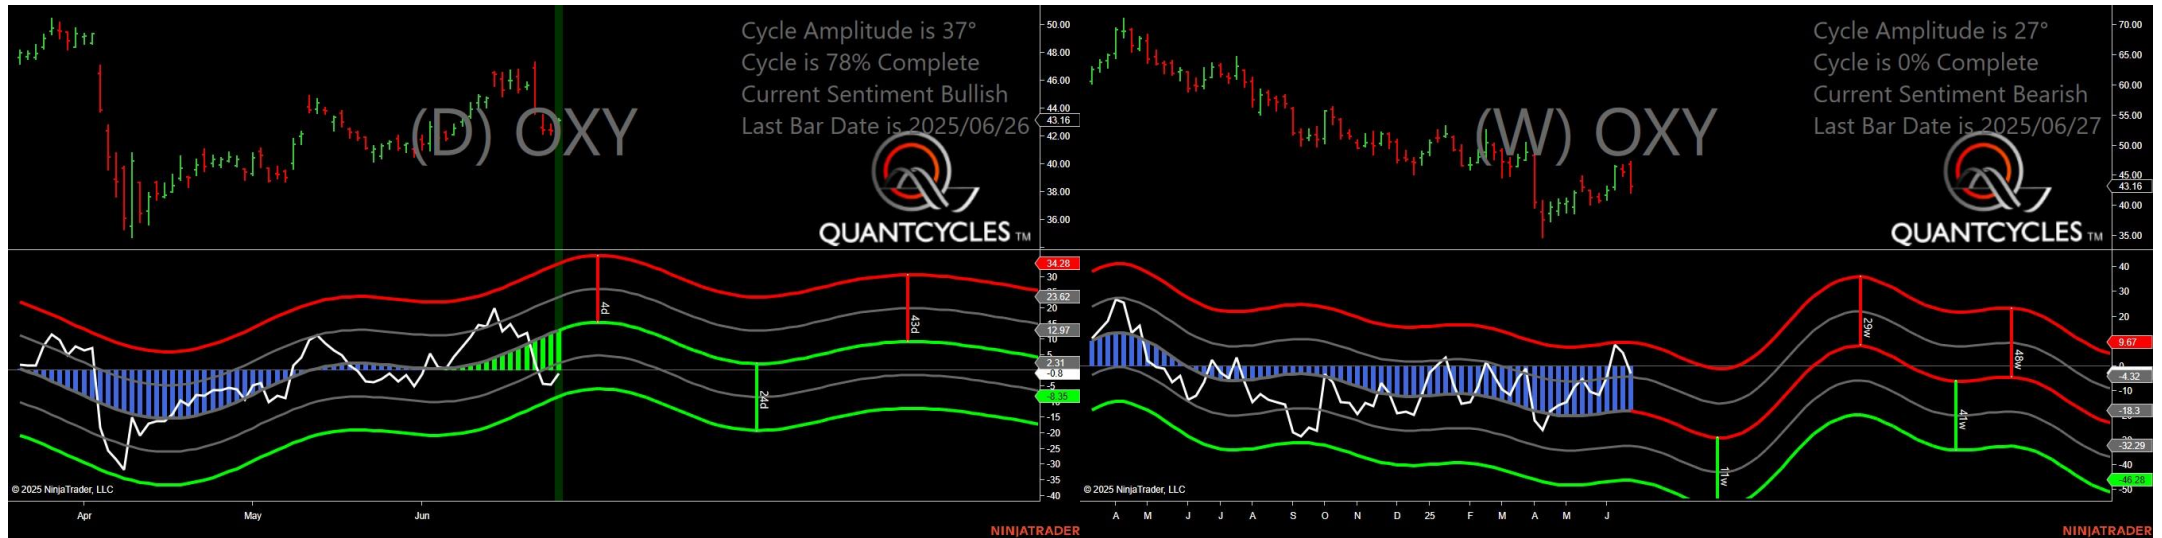 Cycle Amplitude is 37°
Cycle is 78% Complete
Current Sentiment Bullish
Last Bar Date is 2025/06/26
(D) OXY
QUANTCYCLES TM
50.00
48.00
46.00
44.00
43.16
42.00
40.00
38.00
36.00
34.28
30
23.62
20
12.97
10
5
2.31
-0.8
-5
-8.35
-10
-15
-20
-25
-30
-35
-40
4d
24d
43d
© 2025 NinjaTrader, LLC
Apr May Jun
NINJATRADER
Cycle Amplitude is 27°
Cycle is 0% Complete
Current Sentiment Bearish
Last Bar Date is 2025/06/27
(W) OXY
QUANTCYCLES TM
70.00
65.00
60.00
55.00
50.00
45.00
43.16
40.00
35.00
40
30
20
9.67
0
-4.32
-10
-18.3
-32.29
-40
-46.28
-50
11w
29w
41w
48w
© 2025 NinjaTrader, LLC
A M J J A S O N D 25 F M A M J
NINJATRADER